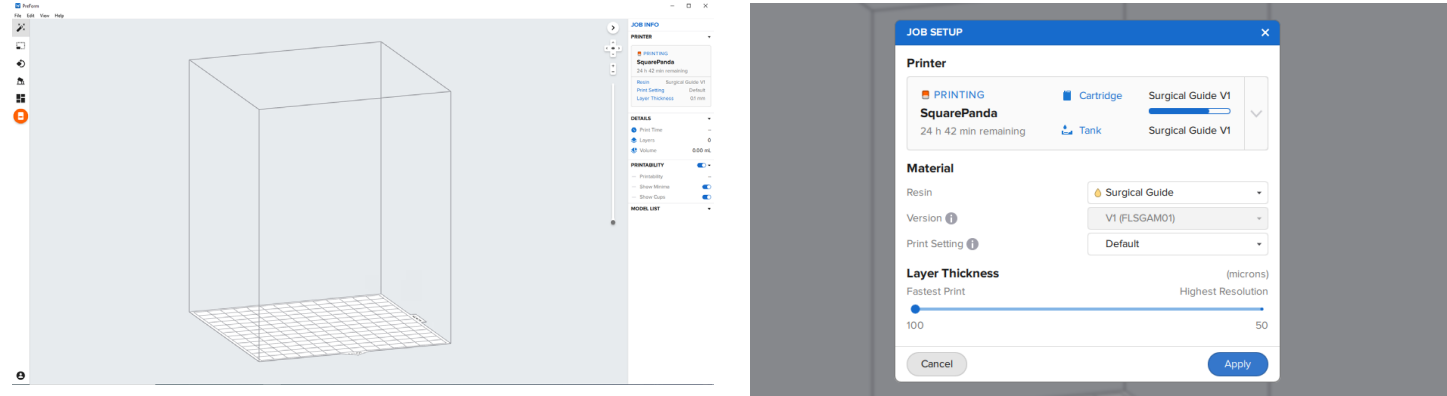 PreForm
File Edit View Help
JOB INFO
PRINTER
PRINTING
SquarePanda
24 h 42 min remaining
Resin Surgical Guide V1
Print Setting Default
Layer Thickness 0.1 mm
DETAILS
Print Time –
Layers 0
Volume 0.00 mL
PRINTABILITY
Printability –
Show Minima
Show Cups
MODEL LIST
JOB SETUP
Printer
PRINTING Cartridge Surgical Guide V1
SquarePanda
24 h 42 min remaining Tank Surgical Guide V1
Material
Resin Surgical Guide
Version V1 (FLSGAM01)
Print Setting Default
Layer Thickness (microns)
Fastest Print Highest Resolution
100 50
Cancel Apply